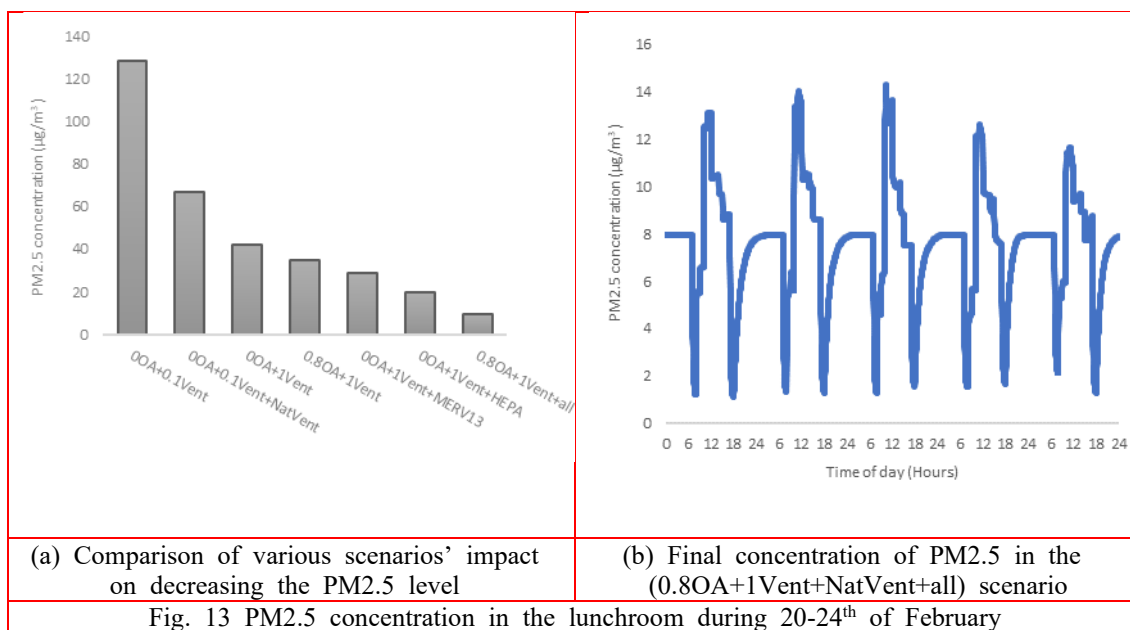 140
120
100
80
60
40
20
0
PM2.5 concentration (µg/m³)
0OA+0.1Vent
0OA+0.1Vent+NatVent
0OA+1Vent
0.8OA+1Vent
0OA+1Vent+MERV13
0OA+1Vent+HEPA
0.8OA+1Vent+all
16
14
12
10
8
6
4
2
0
PM2.5 concentration (µg/m³)
0 6 12 18 24 6 12 18 24 6 12 18 24 6 12 18 24 6 12 18 24
Time of day (Hours)
(a) Comparison of various scenarios' impact
on decreasing the PM2.5 level
(b) Final concentration of PM2.5 in the
(0.8OA+1Vent+NatVent+all) scenario
Fig. 13 PM2.5 concentration in the lunchroom during 20-24th of February